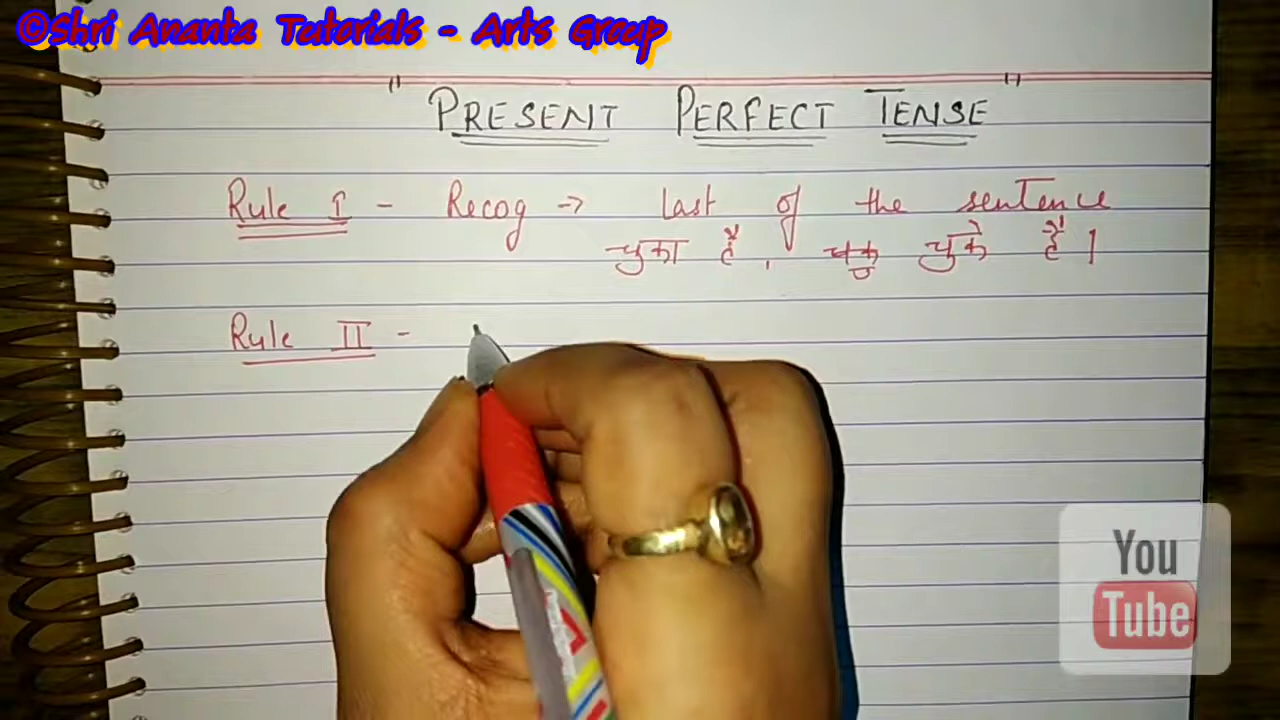 ©Shri Ananta Tutorials - Arts Group
"PRESENT PERFECT TENSE"
Rule I - Recog → Last of the sentence
चुका है, चुके हैं।
Rule II -
You
Tube